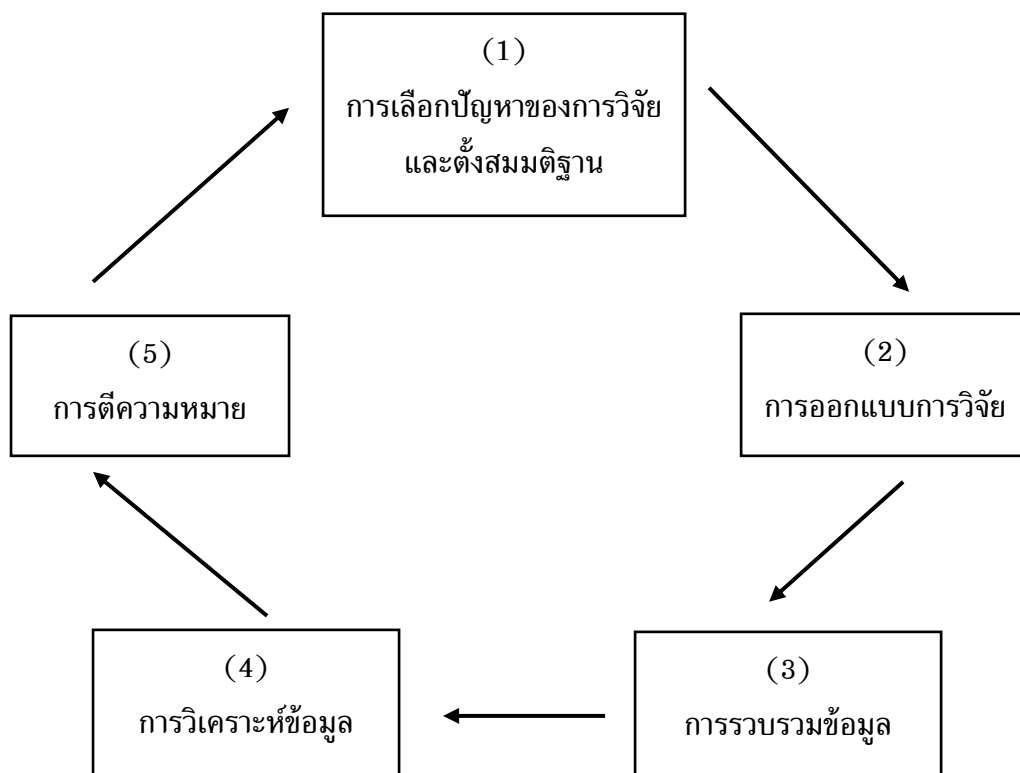 (1)
การเลือกปัญหาของการวิจัย
และตั้งสมมติฐาน
(2)
การออกแบบการวิจัย
(3)
การรวบรวมข้อมูล
(4)
การวิเคราะห์ข้อมูล
(5)
การตีความหมาย